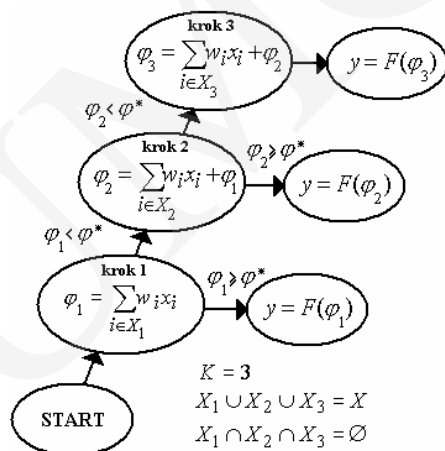 krok 3
φ₃ = ∑ wᵢxᵢ + φ₂
i∈X₃
y = F(φ₃)
φ₂ < φ*
krok 2
φ₂ = ∑ wᵢxᵢ + φ₁
i∈X₂
φ₂ ⩾ φ*
y = F(φ₂)
φ₁ < φ*
krok 1
φ₁ = ∑ wᵢxᵢ
i∈X₁
φ₁ ⩾ φ*
y = F(φ₁)
START
K = 3
X₁ ∪ X₂ ∪ X₃ = X
X₁ ∩ X₂ ∩ X₃ = ∅